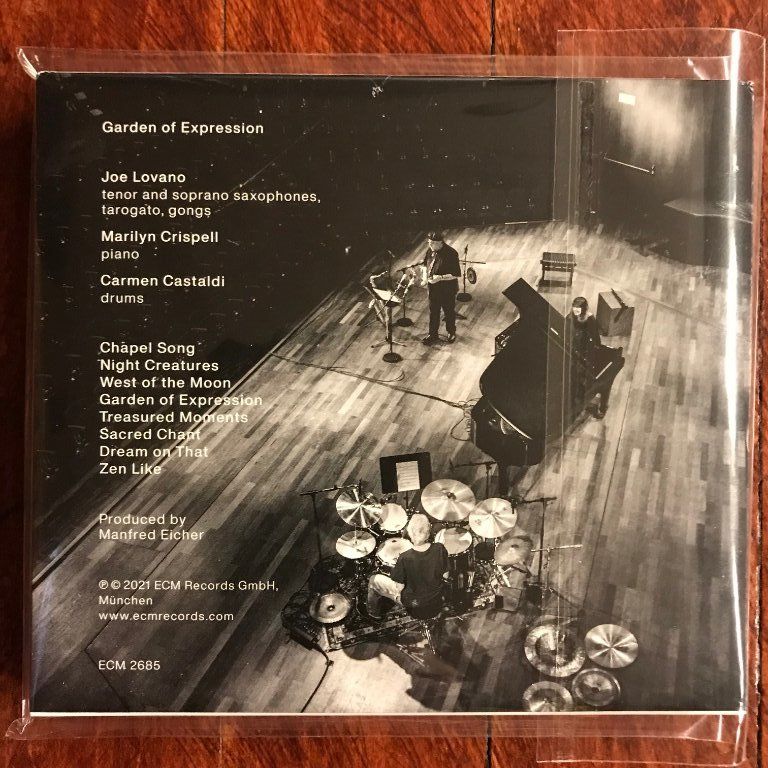 Garden of Expression
Joe Lovano
tenor and soprano saxophones,
tarogato, gongs
Marilyn Crispell
piano
Carmen Castaldi
drums
Chapel Song
Night Creatures
West of the Moon
Garden of Expression
Treasured Moments
Sacred Chant
Dream on That
Zen Like
Produced by
Manfred Eicher
℗ © 2021 ECM Records GmbH,
München
www.ecmrecords.com
ECM 2685